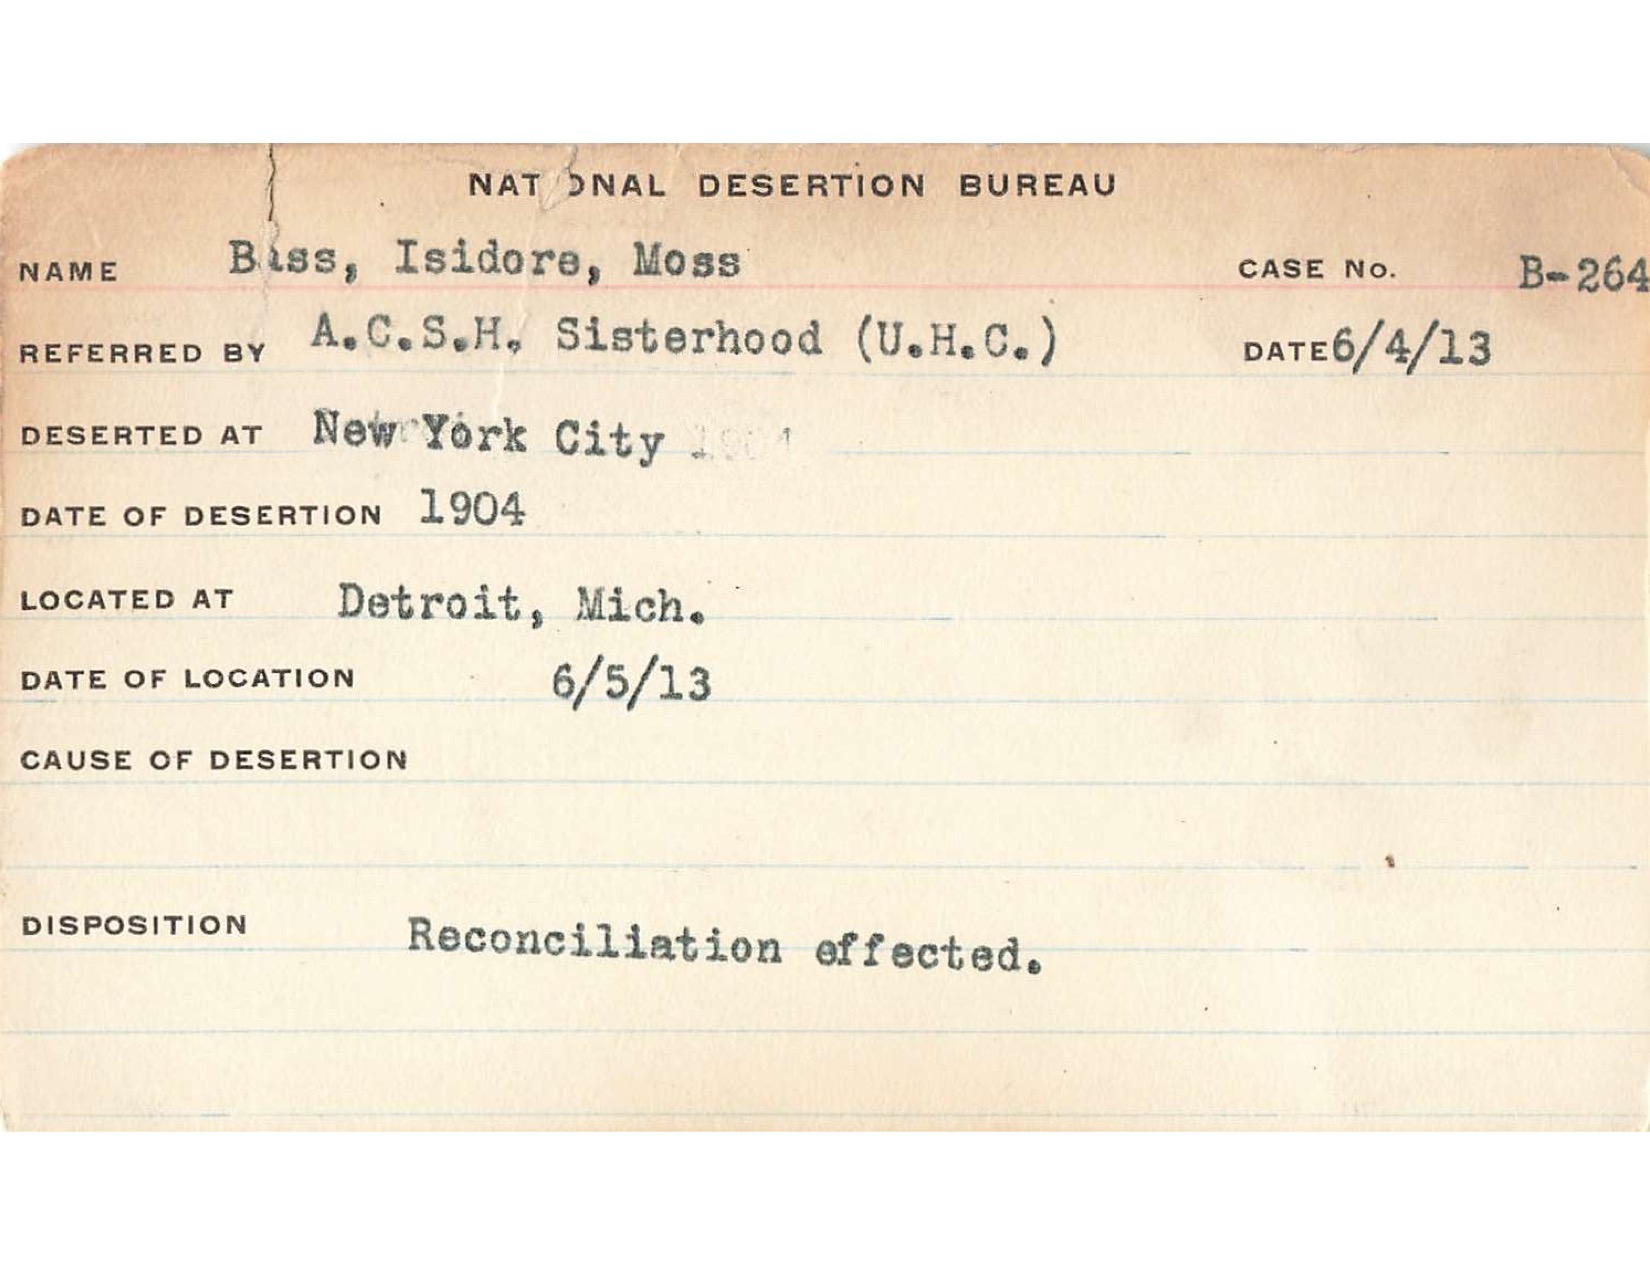 NATIONAL DESERTION BUREAU
NAME Bass, Isidore, Moss CASE No. B-264
REFERRED BY A.C.S.H. Sisterhood (U.H.C.) DATE 6/4/13
DESERTED AT New York City
DATE OF DESERTION 1904
LOCATED AT Detroit, Mich.
DATE OF LOCATION 6/5/13
CAUSE OF DESERTION
DISPOSITION Reconciliation effected.